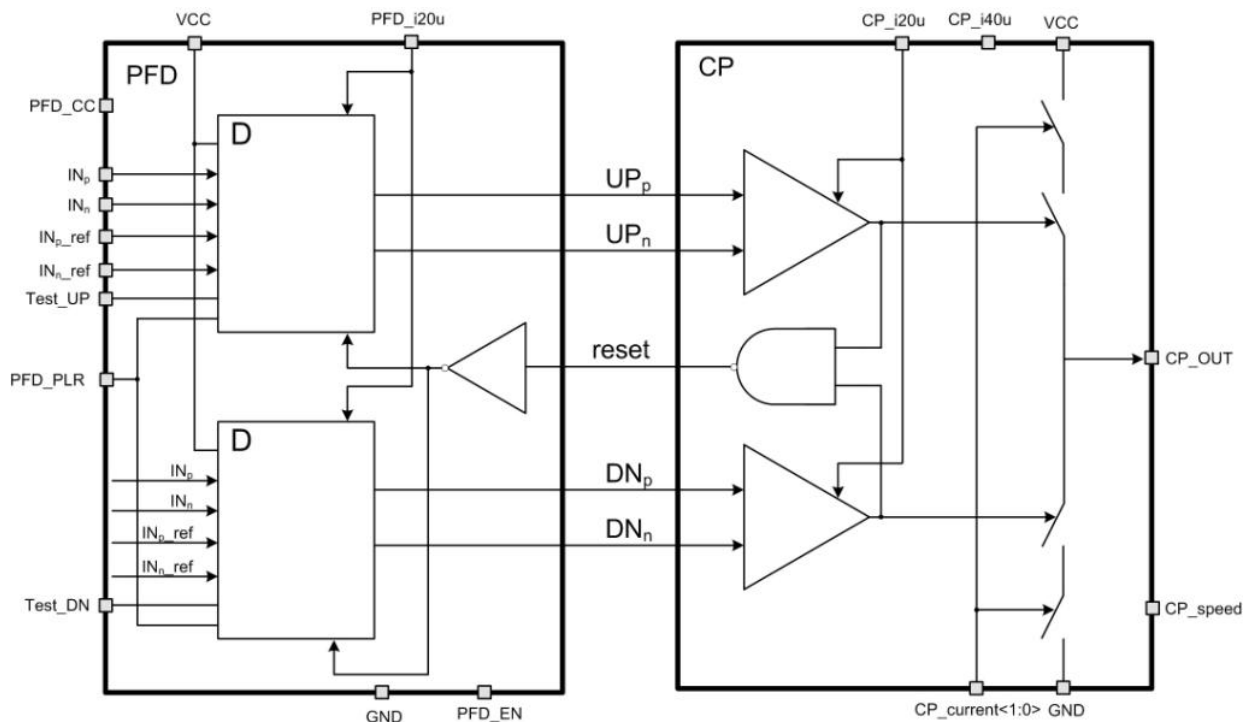 VCC
PFD_i20u
CP_i20u
CP_i40u
VCC
PFD
CP
PFD_CC
D
INp
INn
INp_ref
INn_ref
Test_UP
UPp
UPn
reset
PFD_PLR
CP_OUT
D
INp
INn
INp_ref
INn_ref
DNp
DNn
Test_DN
CP_speed
GND
PFD_EN
CP_current<1:0>
GND